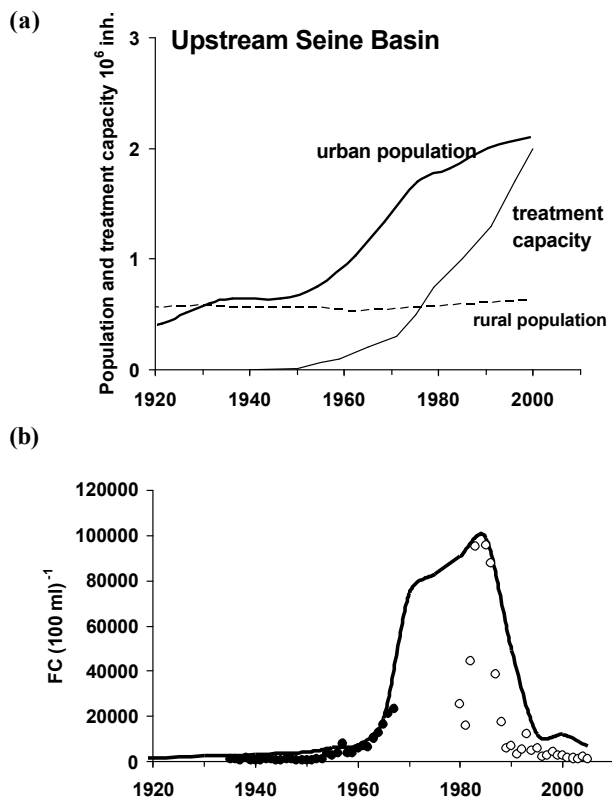 (a)
Upstream Seine Basin
Population and treatment capacity 10⁶ inh.
3
2
1
0
urban population
treatment
capacity
rural population
1920 1940 1960 1980 2000
(b)
FC (100 ml)⁻¹
120000
100000
80000
60000
40000
20000
0
1920 1940 1960 1980 2000